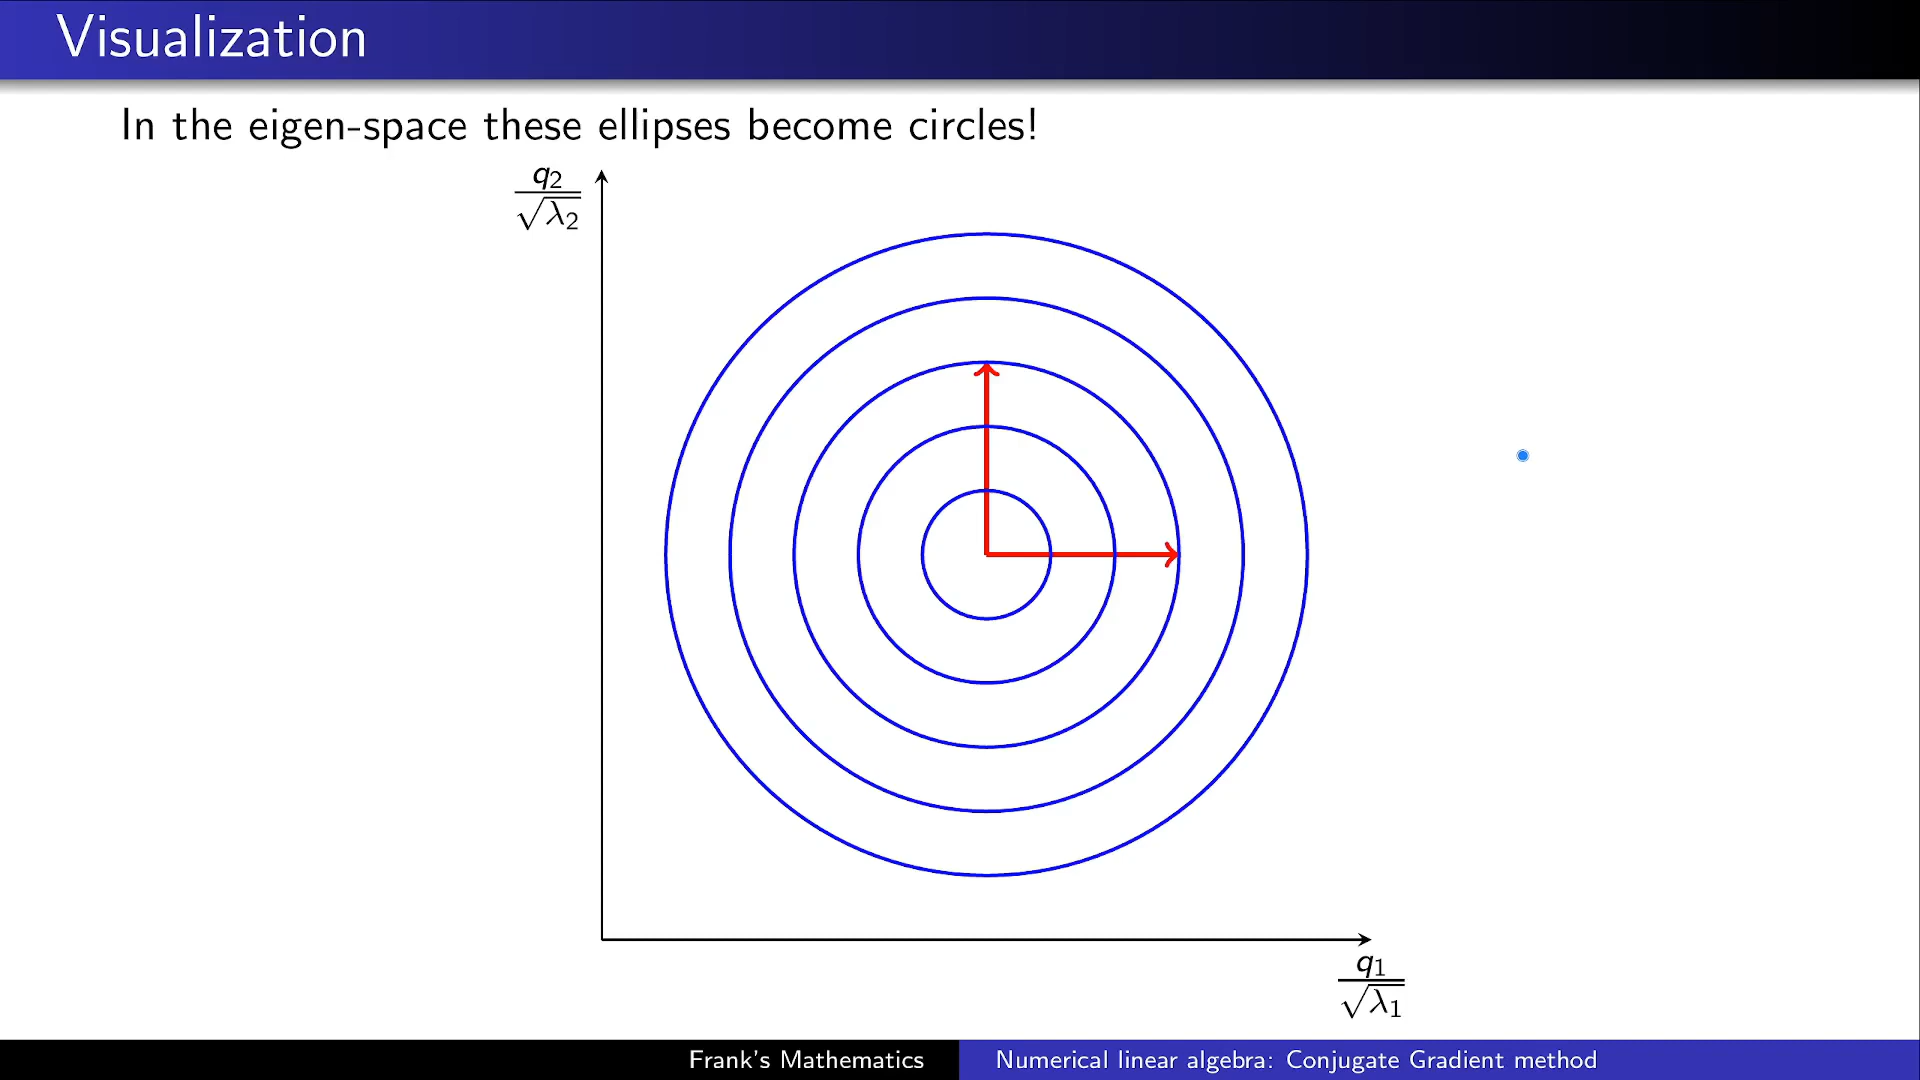 Visualization
In the eigen-space these ellipses become circles!
q₂/√λ₂
q₁/√λ₁
Frank's Mathematics
Numerical linear algebra: Conjugate Gradient method